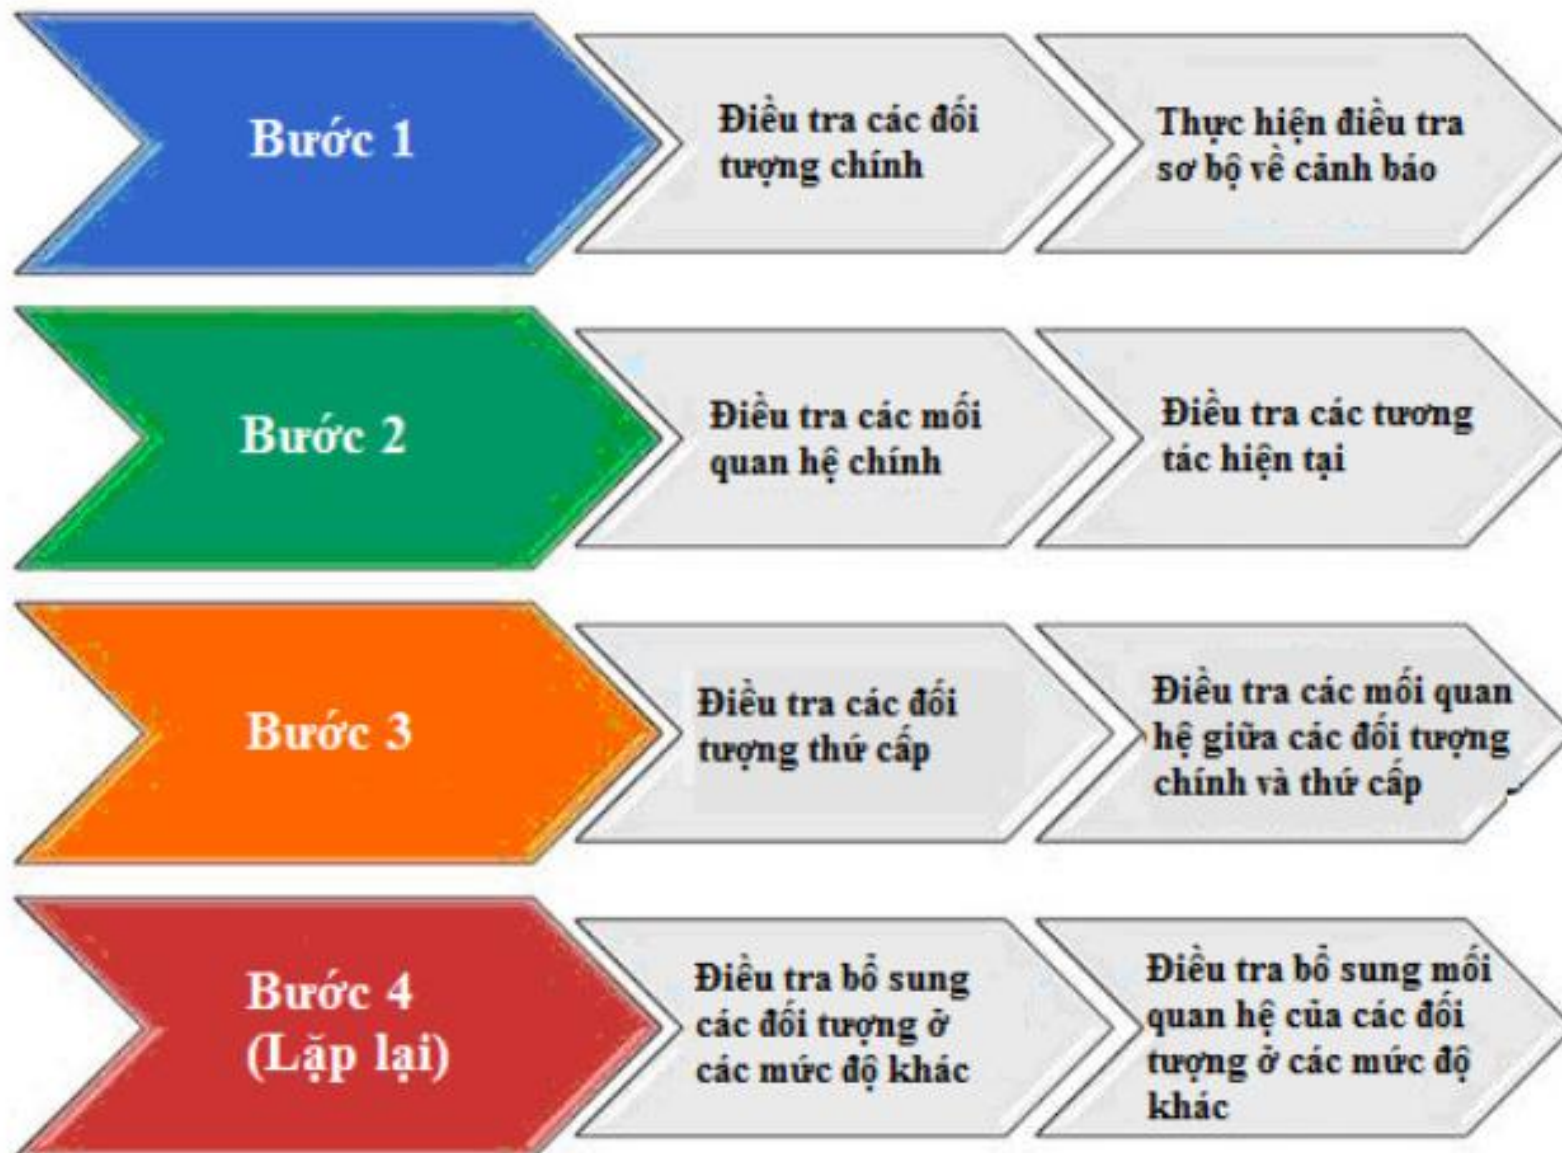 Bước 1
Điều tra các đối
tượng chính
Thực hiện điều tra
sơ bộ về cảnh báo
Bước 2
Điều tra các mối
quan hệ chính
Điều tra các tương
tác hiện tại
Bước 3
Điều tra các đối
tượng thứ cấp
Điều tra các mối quan
hệ giữa các đối tượng
chính và thứ cấp
Bước 4
(Lặp lại)
Điều tra bổ sung
các đối tượng ở
các mức độ khác
Điều tra bổ sung mối
quan hệ của các đối
tượng ở các mức độ
khác